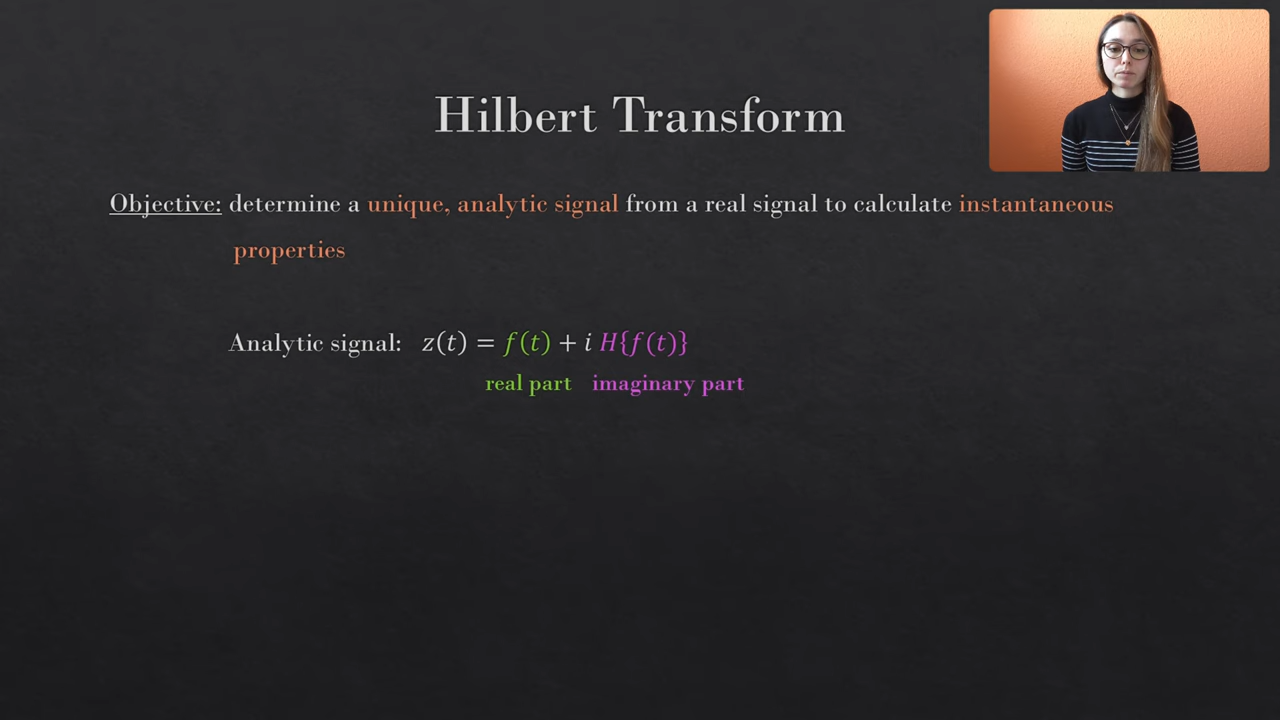 Hilbert Transform
Objective: determine a unique, analytic signal from a real signal to calculate instantaneous
properties
Analytic signal: z(t) = f(t) + i H{f(t)}
real part imaginary part